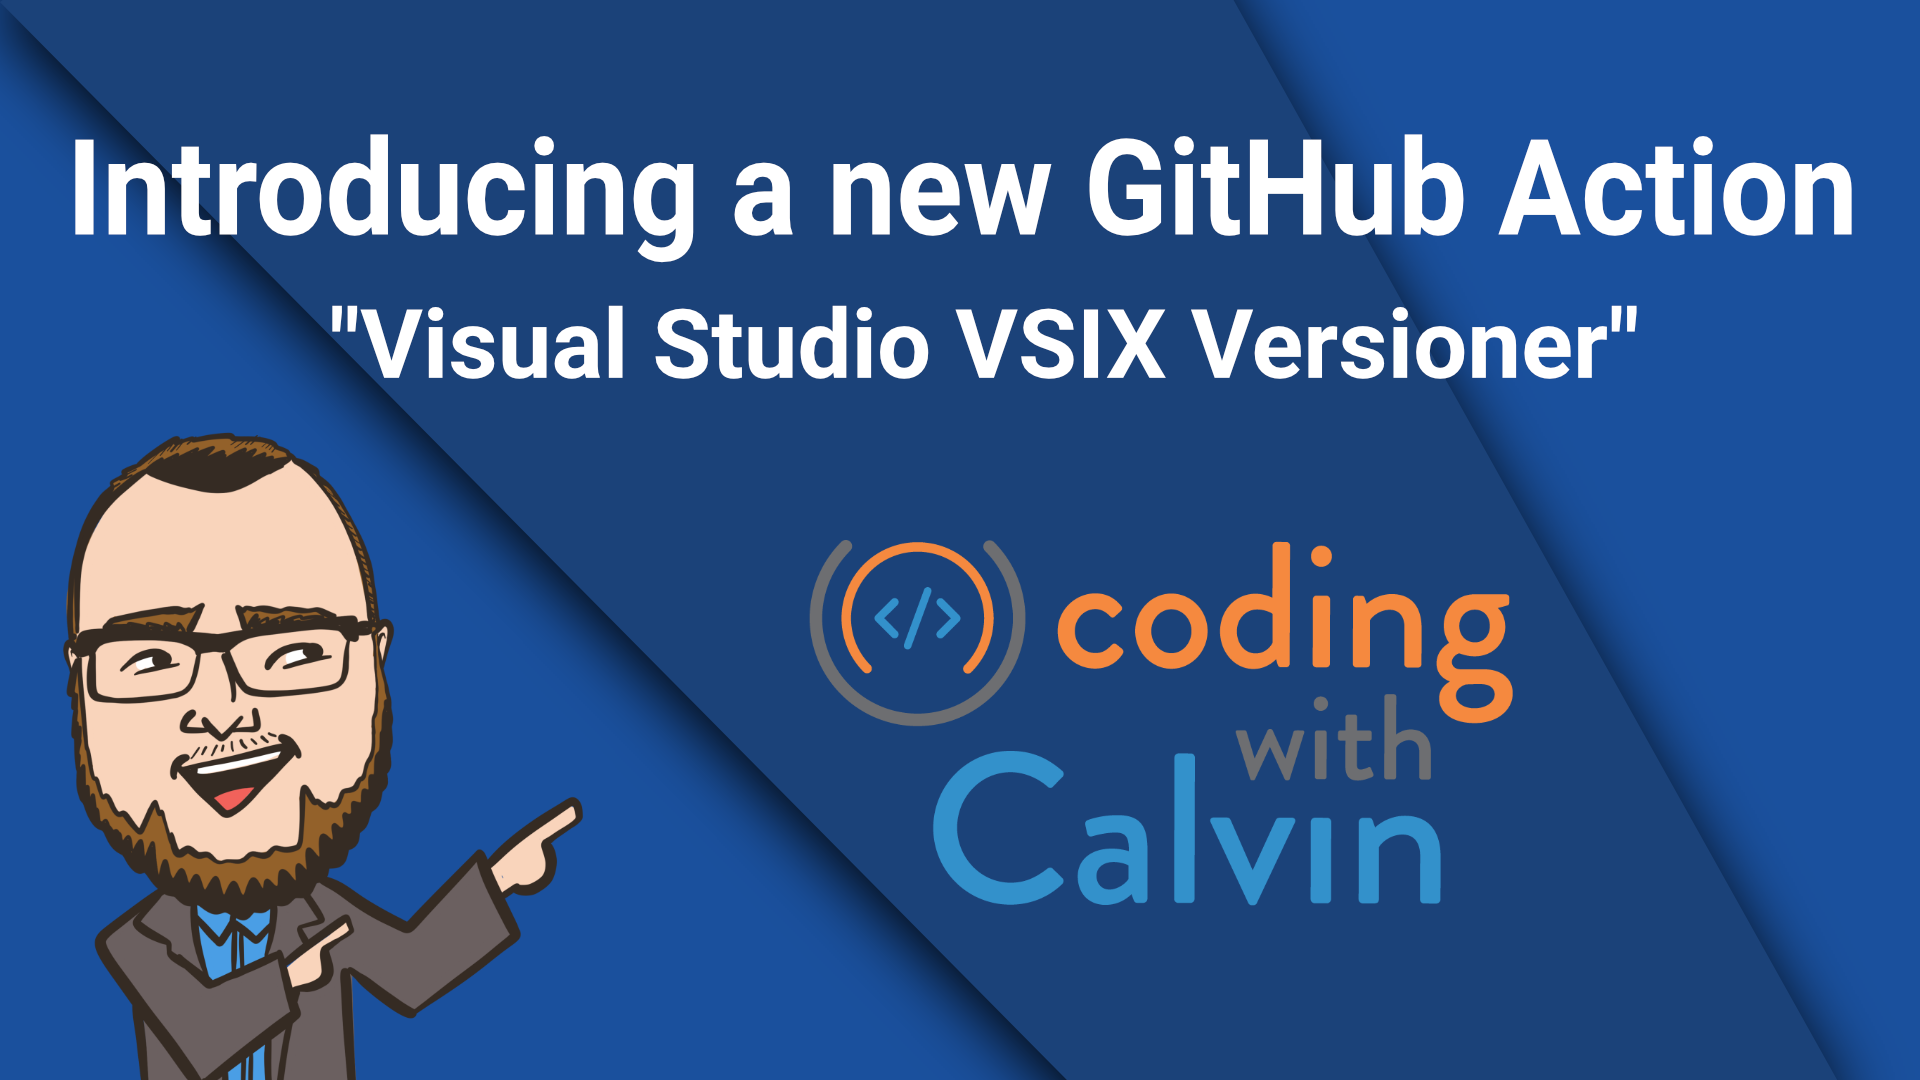 Introducing a new GitHub Action
"Visual Studio VSIX Versioner"
</>
coding
with
Calvin